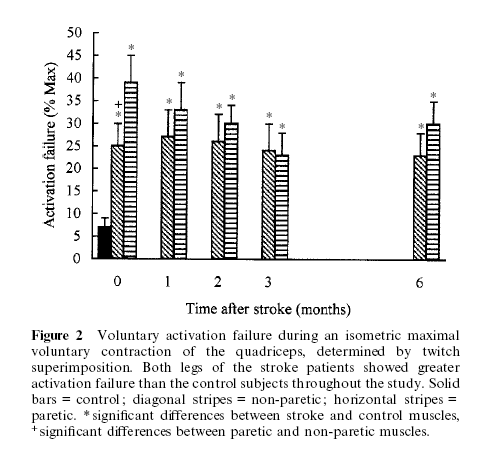 50
45
40
35
30
25
20
15
10
5
0
Activation failure (% Max)
+
*
*
*
*
*
*
*
*
*
*
0 1 2 3 6
Time after stroke (months)
Figure 2 Voluntary activation failure during an isometric maximal
voluntary contraction of the quadriceps, determined by twitch
superimposition. Both legs of the stroke patients showed greater
activation failure than the control subjects throughout the study. Solid
bars = control; diagonal stripes = non-paretic; horizontal stripes =
paretic. *significant differences between stroke and control muscles,
+significant differences between paretic and non-paretic muscles.